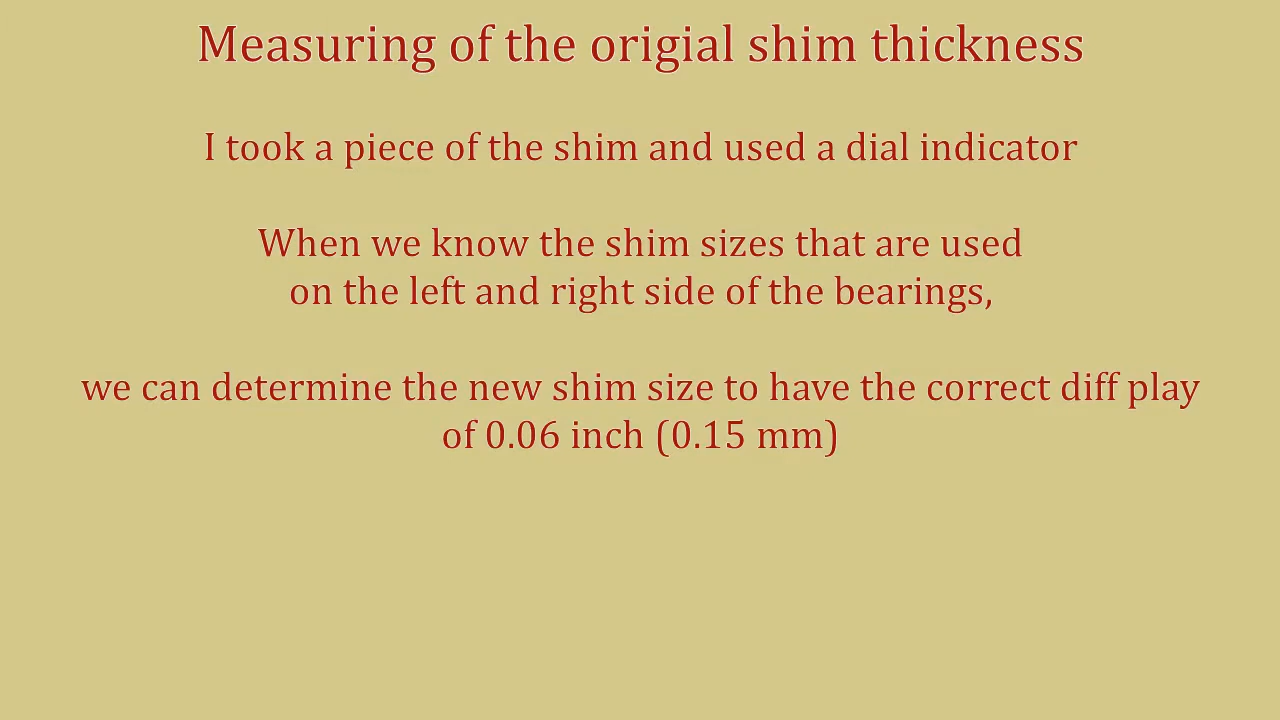 Measuring of the origial shim thickness
I took a piece of the shim and used a dial indicator
When we know the shim sizes that are used
on the left and right side of the bearings,
we can determine the new shim size to have the correct diff play
of 0.06 inch (0.15 mm)